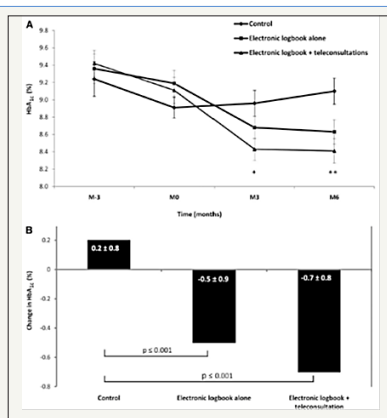 A
Control
Electronic logbook alone
Electronic logbook + teleconsultations
HbA1c (%)
9.8
9.6
9.4
9.2
9.0
8.8
8.6
8.4
8.2
8.0
* **
M-3 M0 M3 M6
Time (months)
B
Change in HbA1c (%)
0.2
0
-0.2
-0.4
-0.6
-0.8
0.2 ± 0.8
-0.5 ± 0.9
-0.7 ± 0.8
p ≤ 0.001
p ≤ 0.001
Control Electronic logbook alone Electronic logbook +
teleconsultation